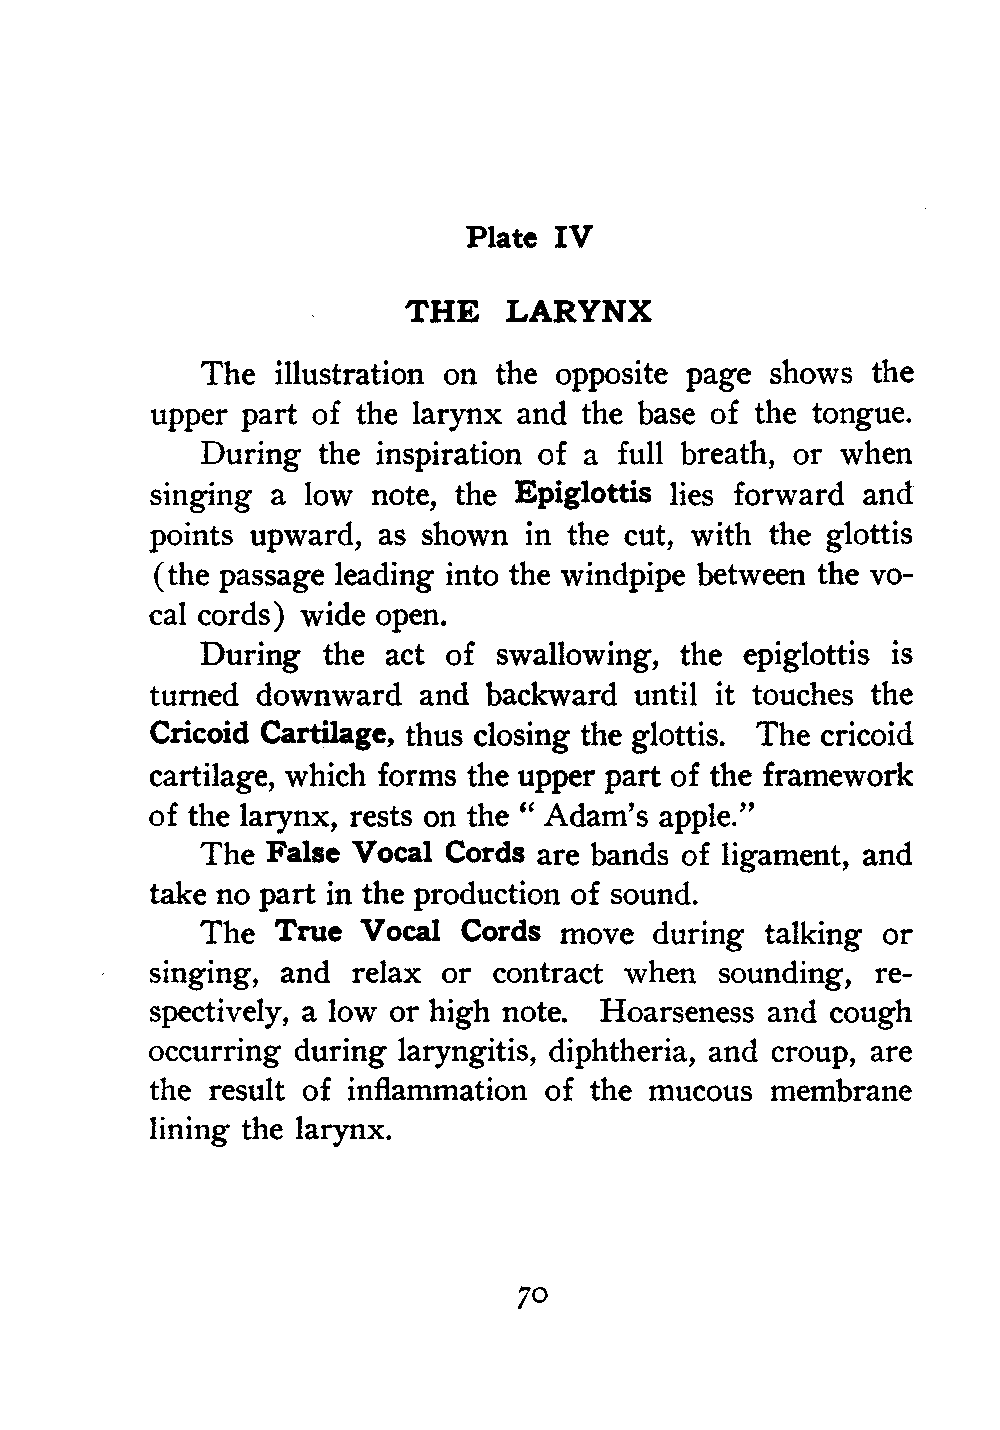 Plate IV
THE LARYNX
The illustration on the opposite page shows the
upper part of the larynx and the base of the tongue.
During the inspiration of a full breath, or when
singing a low note, the Epiglottis lies forward and
points upward, as shown in the cut, with the glottis
(the passage leading into the windpipe between the vo-
cal cords) wide open.
During the act of swallowing, the epiglottis is
turned downward and backward until it touches the
Cricoid Cartilage, thus closing the glottis. The cricoid
cartilage, which forms the upper part of the framework
of the larynx, rests on the “ Adam’s apple.”
The False Vocal Cords are bands of ligament, and
take no part in the production of sound.
The True Vocal Cords move during talking or
singing, and relax or contract when sounding, re-
spectively, a low or high note. Hoarseness and cough
occurring during laryngitis, diphtheria, and croup, are
the result of inflammation of the mucous membrane
lining the larynx.
70